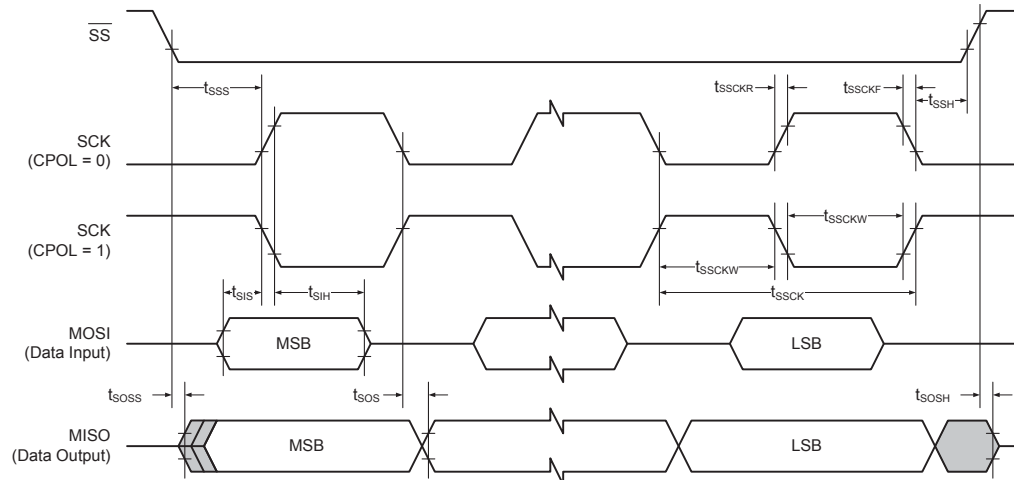 SS
tSSS
tSSCKR
tSSCKF
tSSH
SCK
(CPOL = 0)
SCK
(CPOL = 1)
tSSCKW
tSSCKW
tSSCK
tSIS
tSIH
MOSI
(Data Input)
MSB
LSB
tSOSS
tSOS
tSOSH
MISO
(Data Output)
MSB
LSB